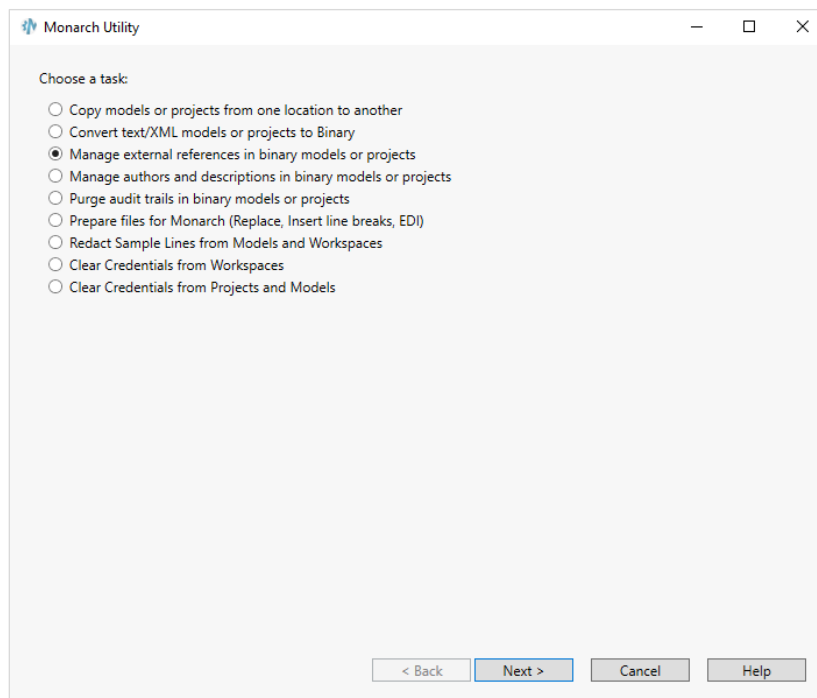 Monarch Utility
Choose a task:
Copy models or projects from one location to another
Convert text/XML models or projects to Binary
Manage external references in binary models or projects
Manage authors and descriptions in binary models or projects
Purge audit trails in binary models or projects
Prepare files for Monarch (Replace, Insert line breaks, EDI)
Redact Sample Lines from Models and Workspaces
Clear Credentials from Workspaces
Clear Credentials from Projects and Models
< Back Next > Cancel Help